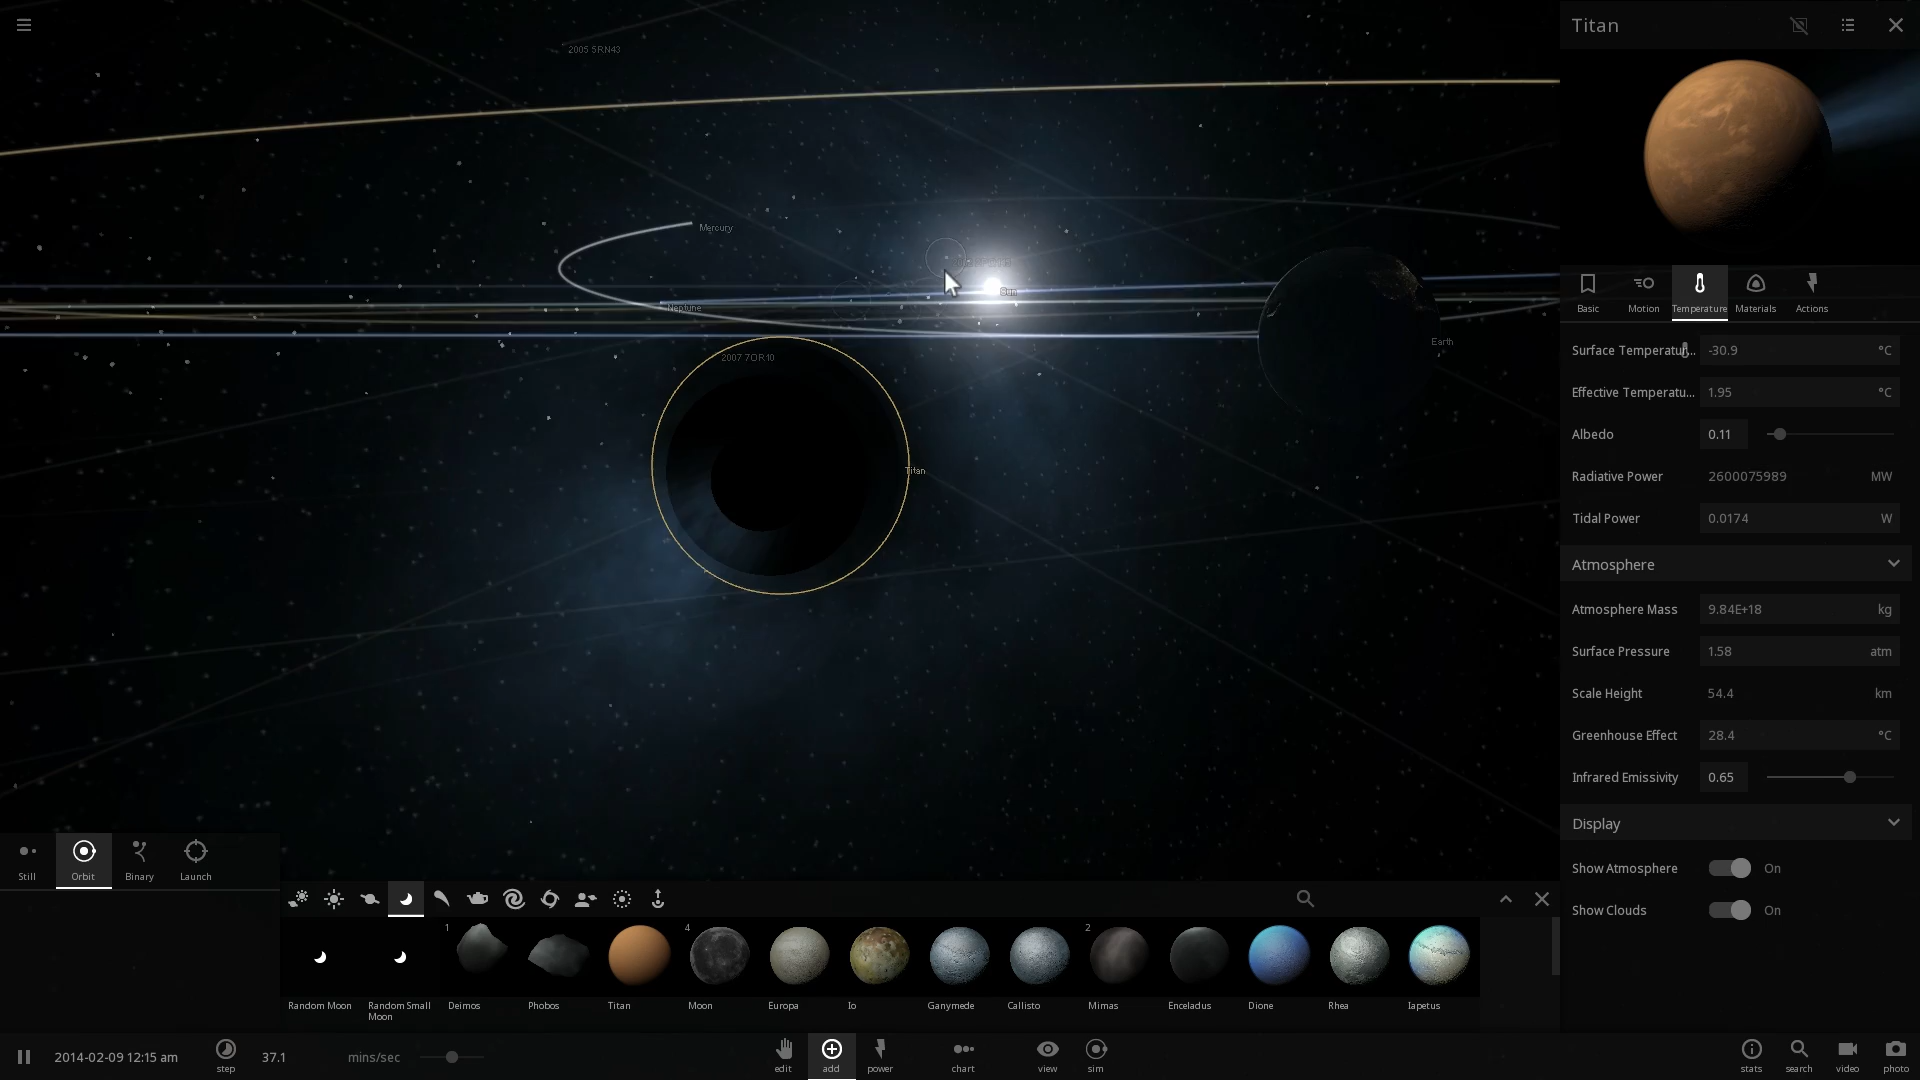 Titan
2005 5RN43
Mercury
Neptune
Sun
Earth
2007 7OR10
Titan
Basic
Motion
Temperature
Materials
Actions
Surface Temperatur... -30.9 °C
Effective Temperatu... 1.95 °C
Albedo 0.11
Radiative Power 2600075989 MW
Tidal Power 0.0174 W
Atmosphere
Atmosphere Mass 9.84E+18 kg
Surface Pressure 1.58 atm
Scale Height 54.4 km
Greenhouse Effect 28.4 °C
Infrared Emissivity 0.65
Display
Show Atmosphere On
Show Clouds On
Still Orbit Binary Launch
1 4 2
Random Moon
Random Small
Moon
Deimos
Phobos
Titan
Moon
Europa
Io
Ganymede
Callisto
Mimas
Enceladus
Dione
Rhea
Iapetus
2014-02-09 12:15 am
step
37.1 mins/sec
edit add power chart view sim
stats search video photo